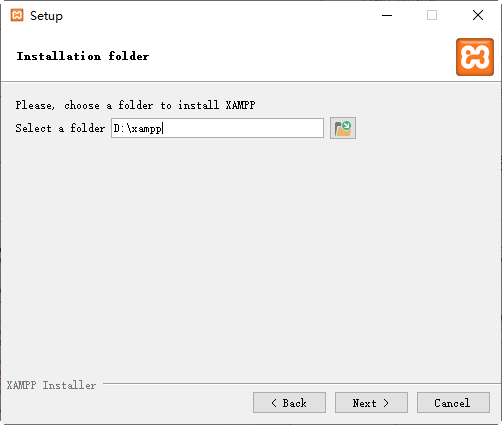 Setup
Installation folder
Please, choose a folder to install XAMPP
Select a folder D:\xampp
XAMPP Installer
< Back Next > Cancel